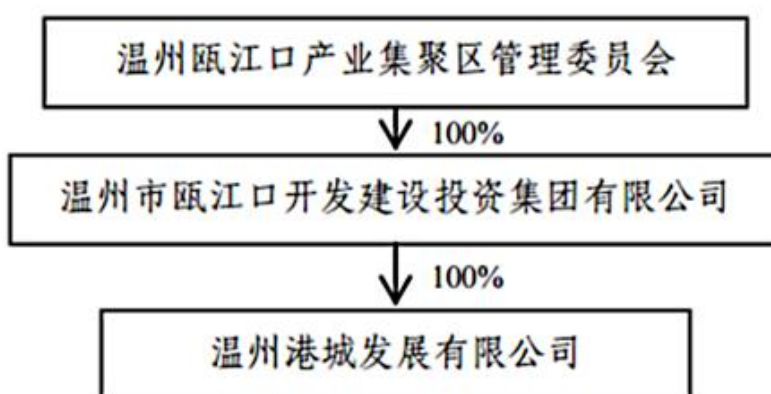 温州瓯江口产业集聚区管理委员会
100%
温州市瓯江口开发建设投资集团有限公司
100%
温州港城发展有限公司